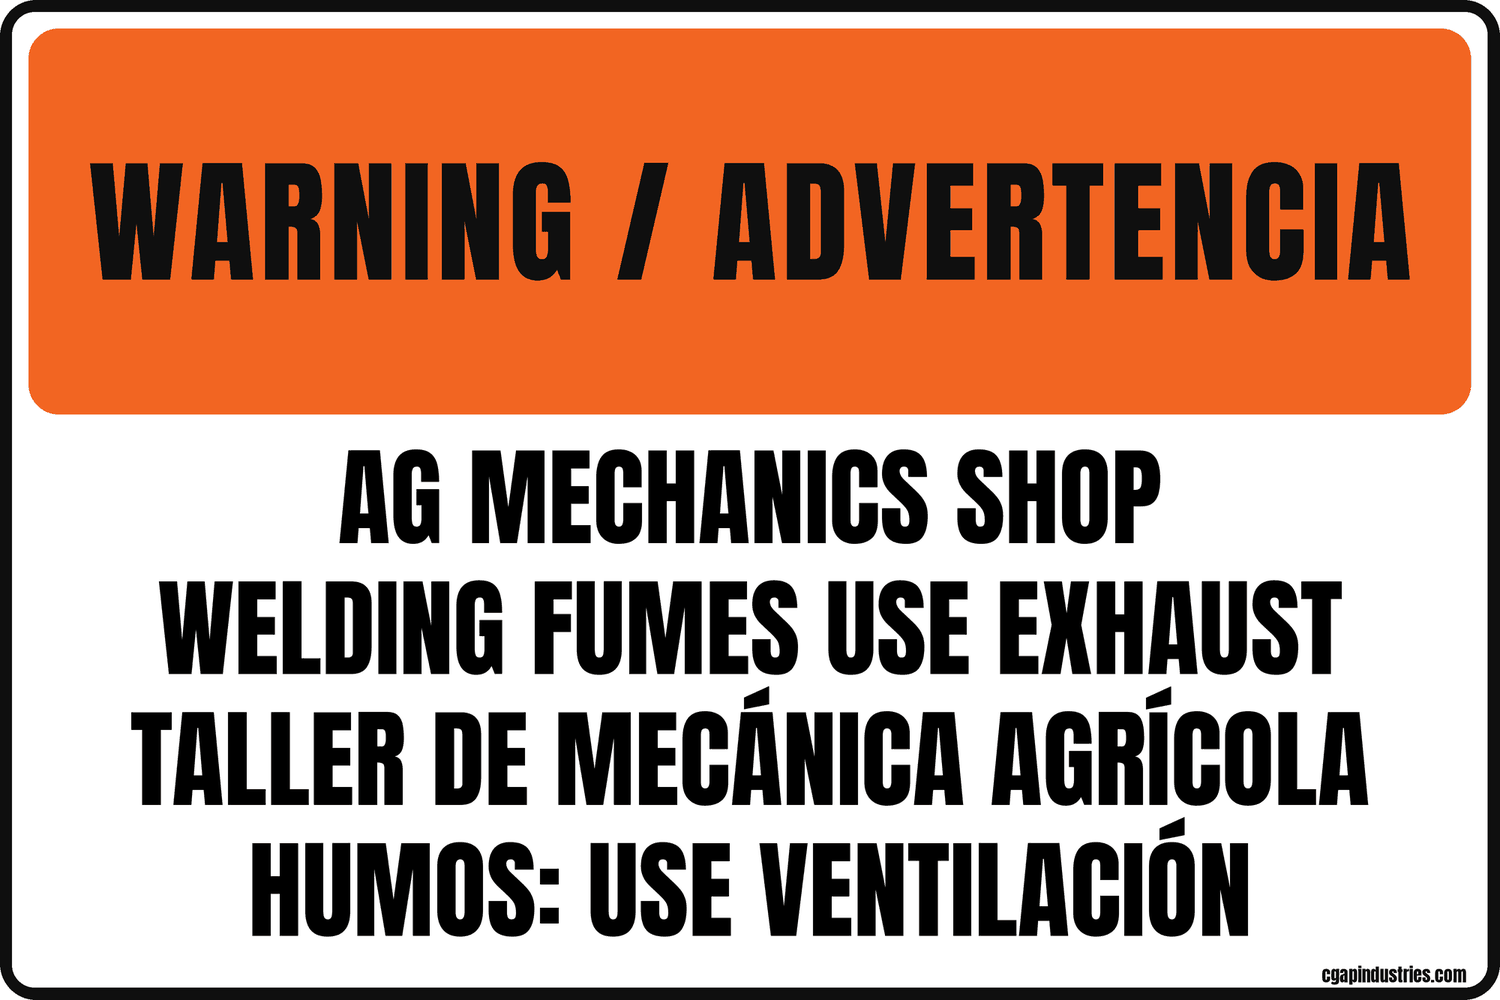 WARNING / ADVERTENCIA
AG MECHANICS SHOP
WELDING FUMES USE EXHAUST
TALLER DE MECÁNICA AGRÍCOLA
HUMOS: USE VENTILACIÓN
cgapindustries.com